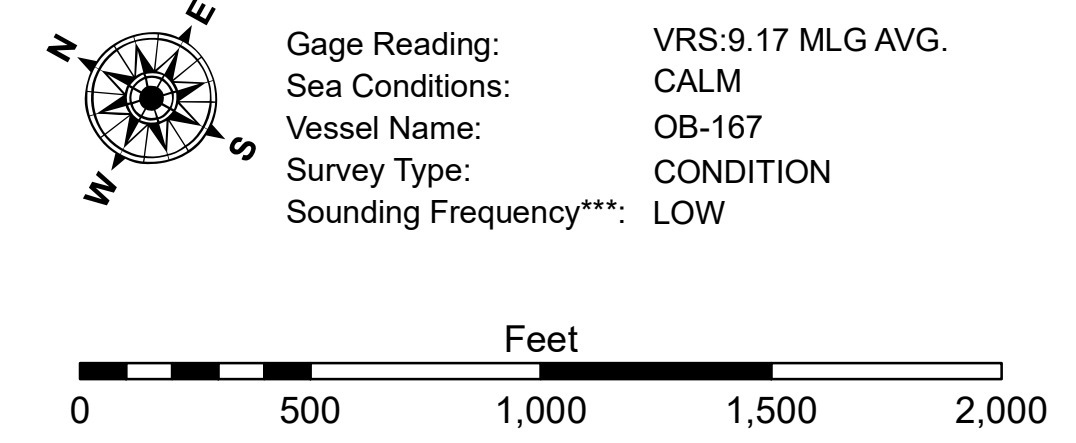 E
N
S
W
Gage Reading: VRS:9.17 MLG AVG.
Sea Conditions: CALM
Vessel Name: OB-167
Survey Type: CONDITION
Sounding Frequency***: LOW
Feet
0 500 1,000 1,500 2,000